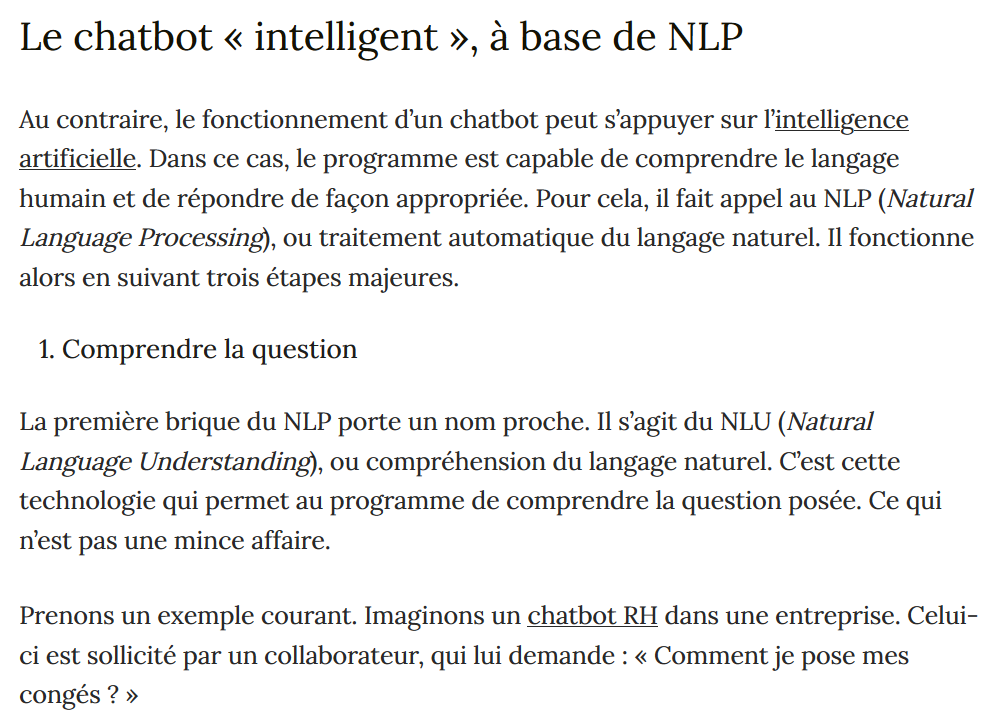 Le chatbot « intelligent », à base de NLP
Au contraire, le fonctionnement d’un chatbot peut s’appuyer sur l’intelligence
artificielle. Dans ce cas, le programme est capable de comprendre le langage
humain et de répondre de façon appropriée. Pour cela, il fait appel au NLP (Natural
Language Processing), ou traitement automatique du langage naturel. Il fonctionne
alors en suivant trois étapes majeures.
1. Comprendre la question
La première brique du NLP porte un nom proche. Il s’agit du NLU (Natural
Language Understanding), ou compréhension du langage naturel. C’est cette
technologie qui permet au programme de comprendre la question posée. Ce qui
n’est pas une mince affaire.
Prenons un exemple courant. Imaginons un chatbot RH dans une entreprise. Celui-
ci est sollicité par un collaborateur, qui lui demande : « Comment je pose mes
congés ? »